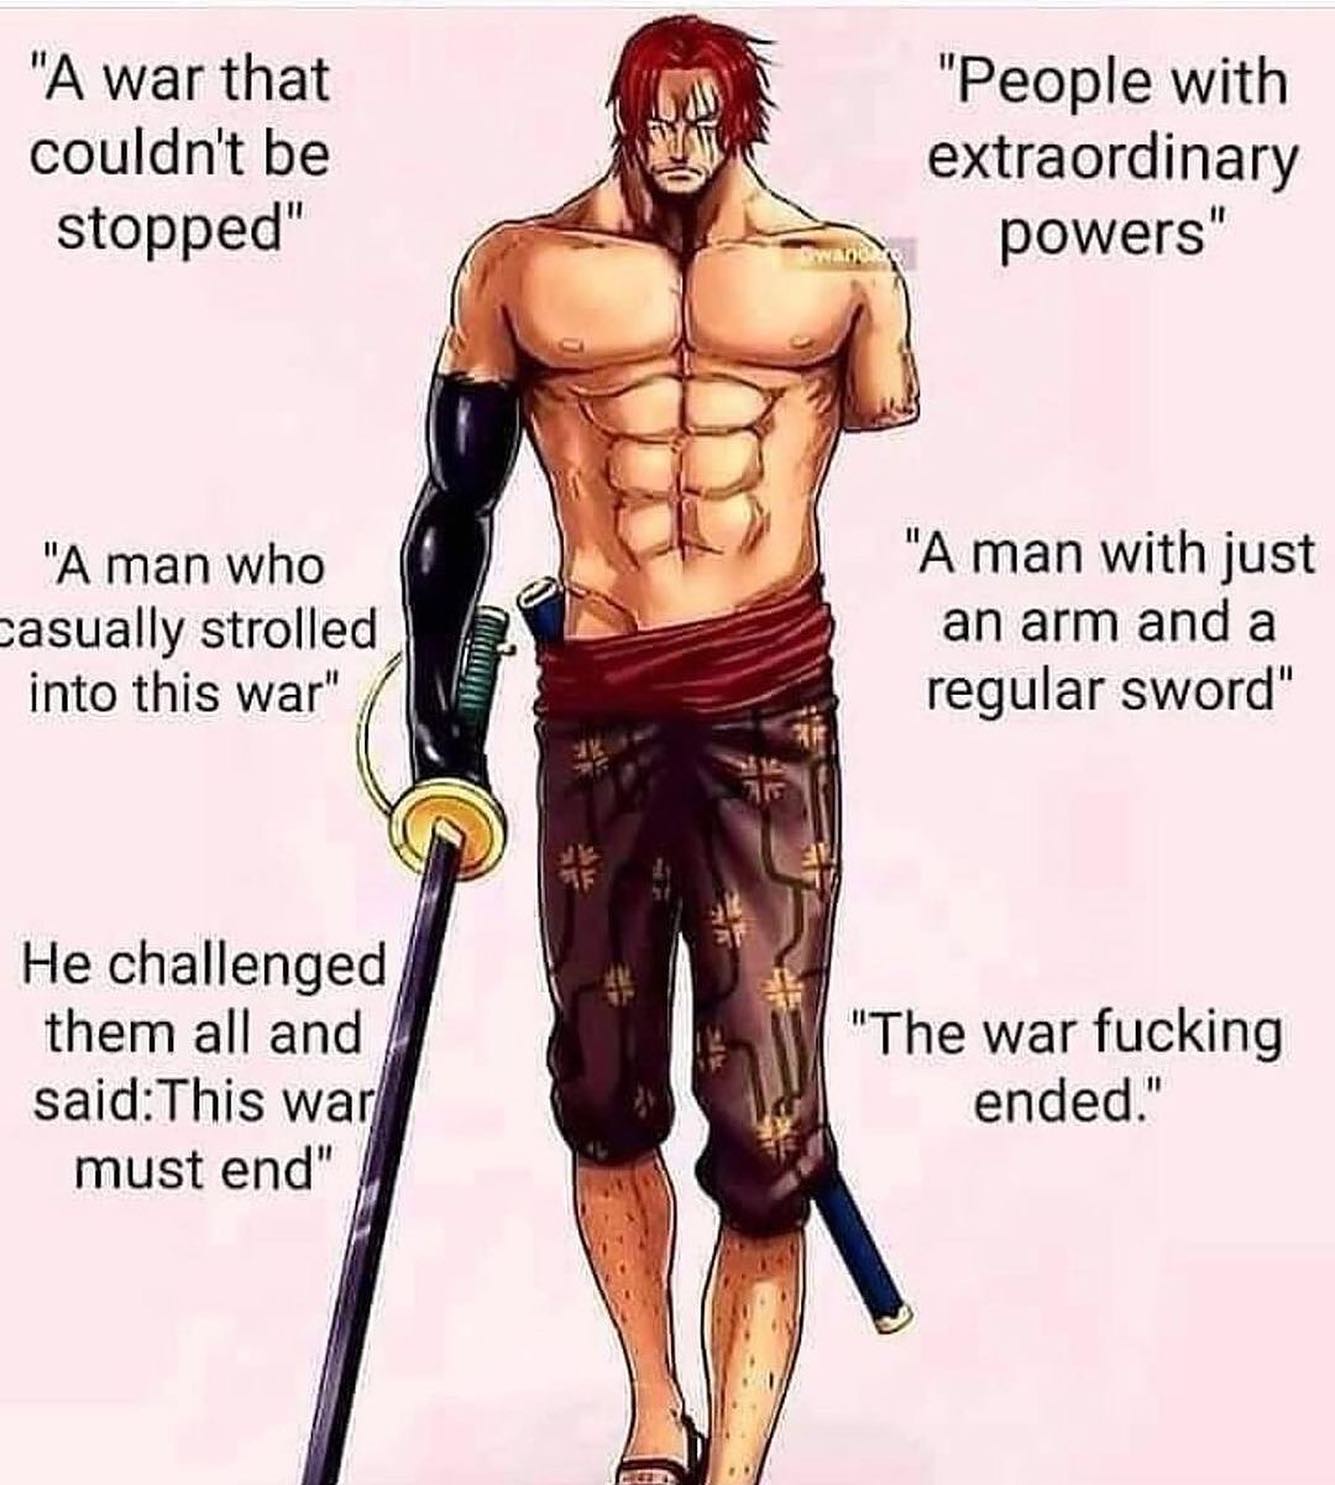 "A war that
couldn't be
stopped"
"People with
extraordinary
powers"
"A man who
casually strolled
into this war"
"A man with just
an arm and a
regular sword"
He challenged
them all and
said:This war
must end"
"The war fucking
ended."